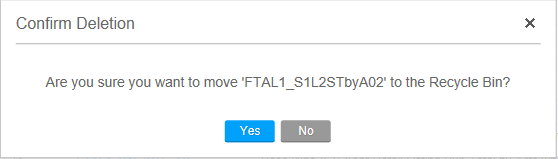 Confirm Deletion
Are you sure you want to move 'FTAL1_S1L2STbyA02' to the Recycle Bin?
Yes No